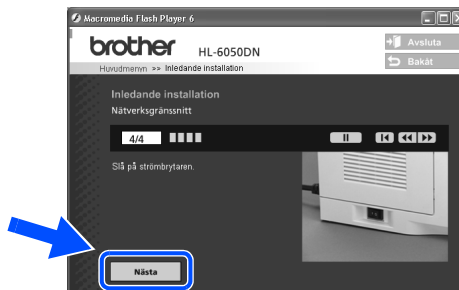 Macromedia Flash Player 6
brother HL-6050DN
Avsluta
Bakåt
Huvudmenyn >> Inledande installation
Inledande installation
Nätverksgränssnitt
4/4
Slå på strömbrytaren.
Nästa